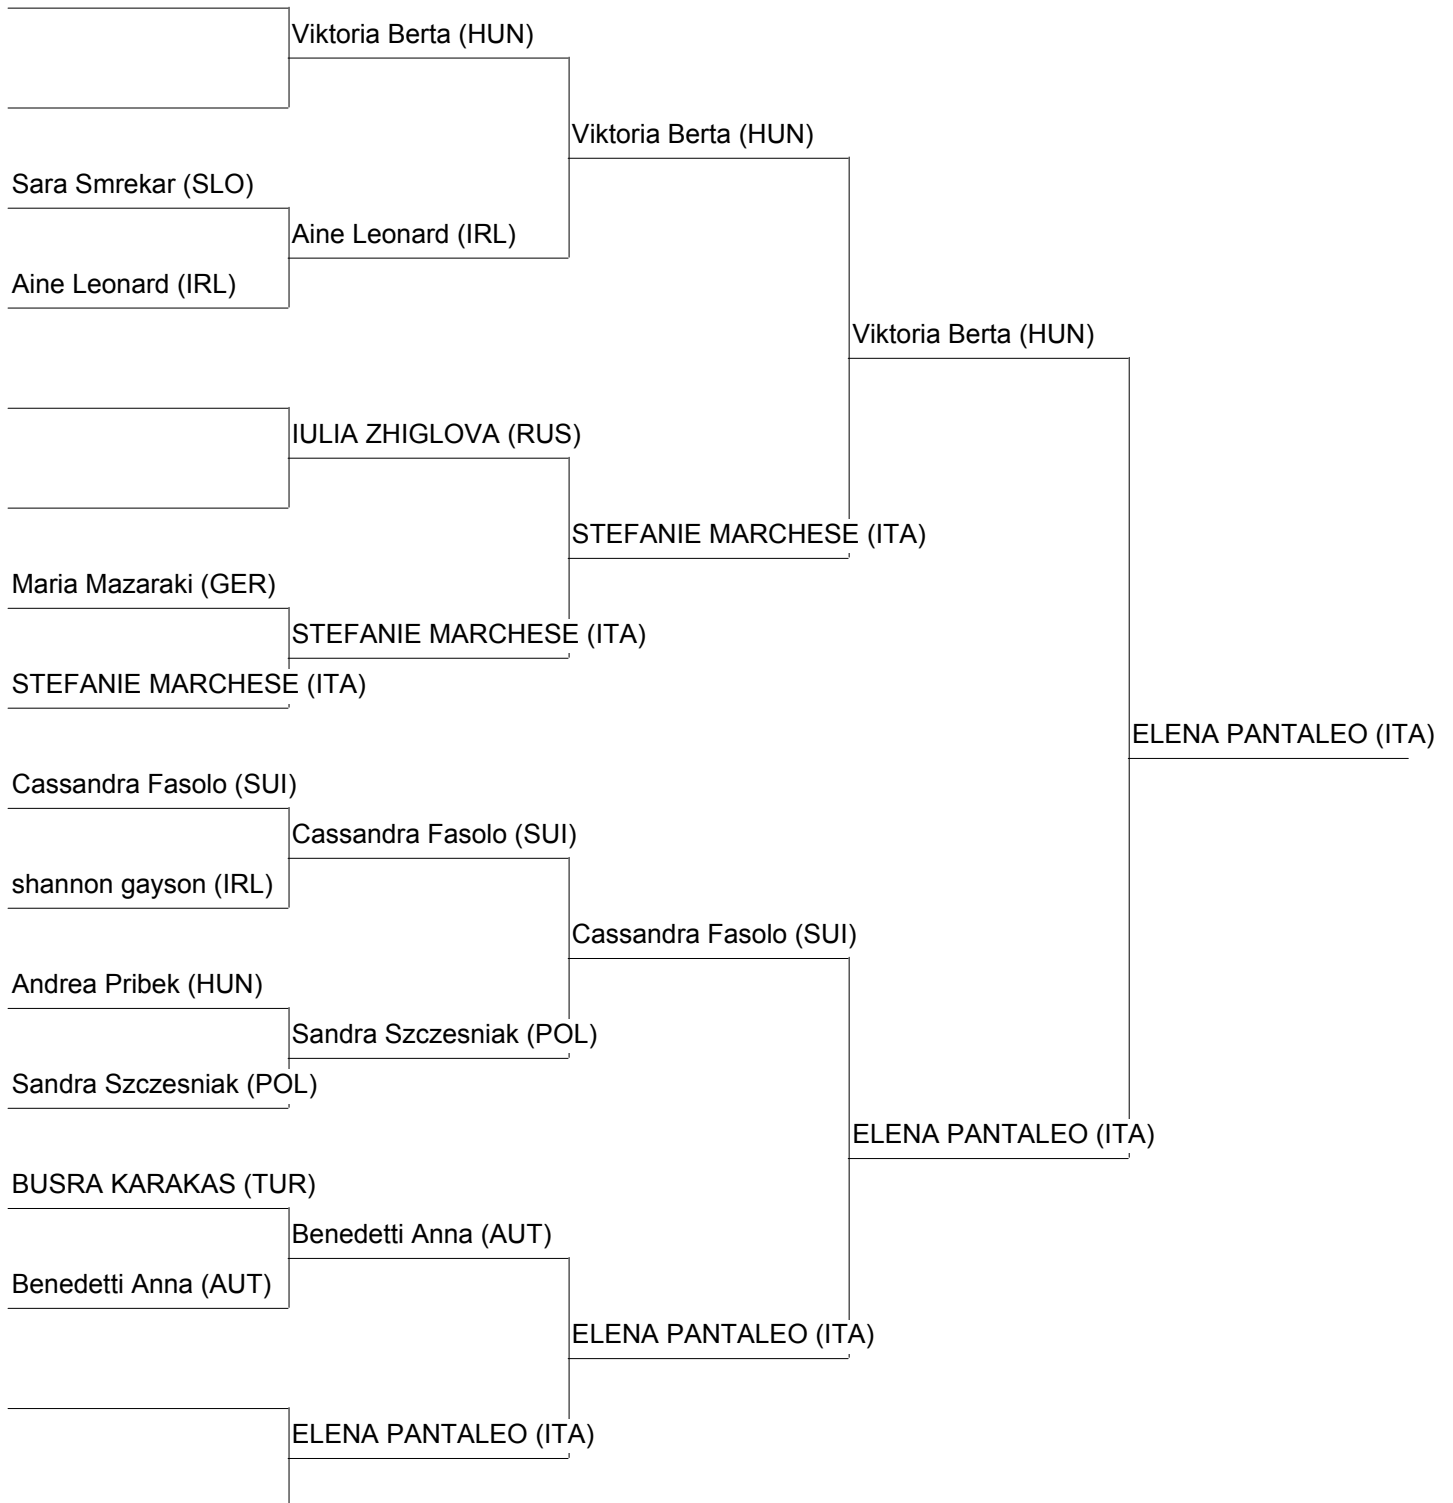 Viktoria Berta (HUN)
Viktoria Berta (HUN)
Sara Smrekar (SLO)
Aine Leonard (IRL)
Aine Leonard (IRL)
Viktoria Berta (HUN)
IULIA ZHIGLOVA (RUS)
STEFANIE MARCHESE (ITA)
Maria Mazaraki (GER)
STEFANIE MARCHESE (ITA)
STEFANIE MARCHESE (ITA)
ELENA PANTALEO (ITA)
Cassandra Fasolo (SUI)
Cassandra Fasolo (SUI)
shannon gayson (IRL)
Cassandra Fasolo (SUI)
Andrea Pribek (HUN)
Sandra Szczesniak (POL)
Sandra Szczesniak (POL)
ELENA PANTALEO (ITA)
BUSRA KARAKAS (TUR)
Benedetti Anna (AUT)
Benedetti Anna (AUT)
ELENA PANTALEO (ITA)
ELENA PANTALEO (ITA)